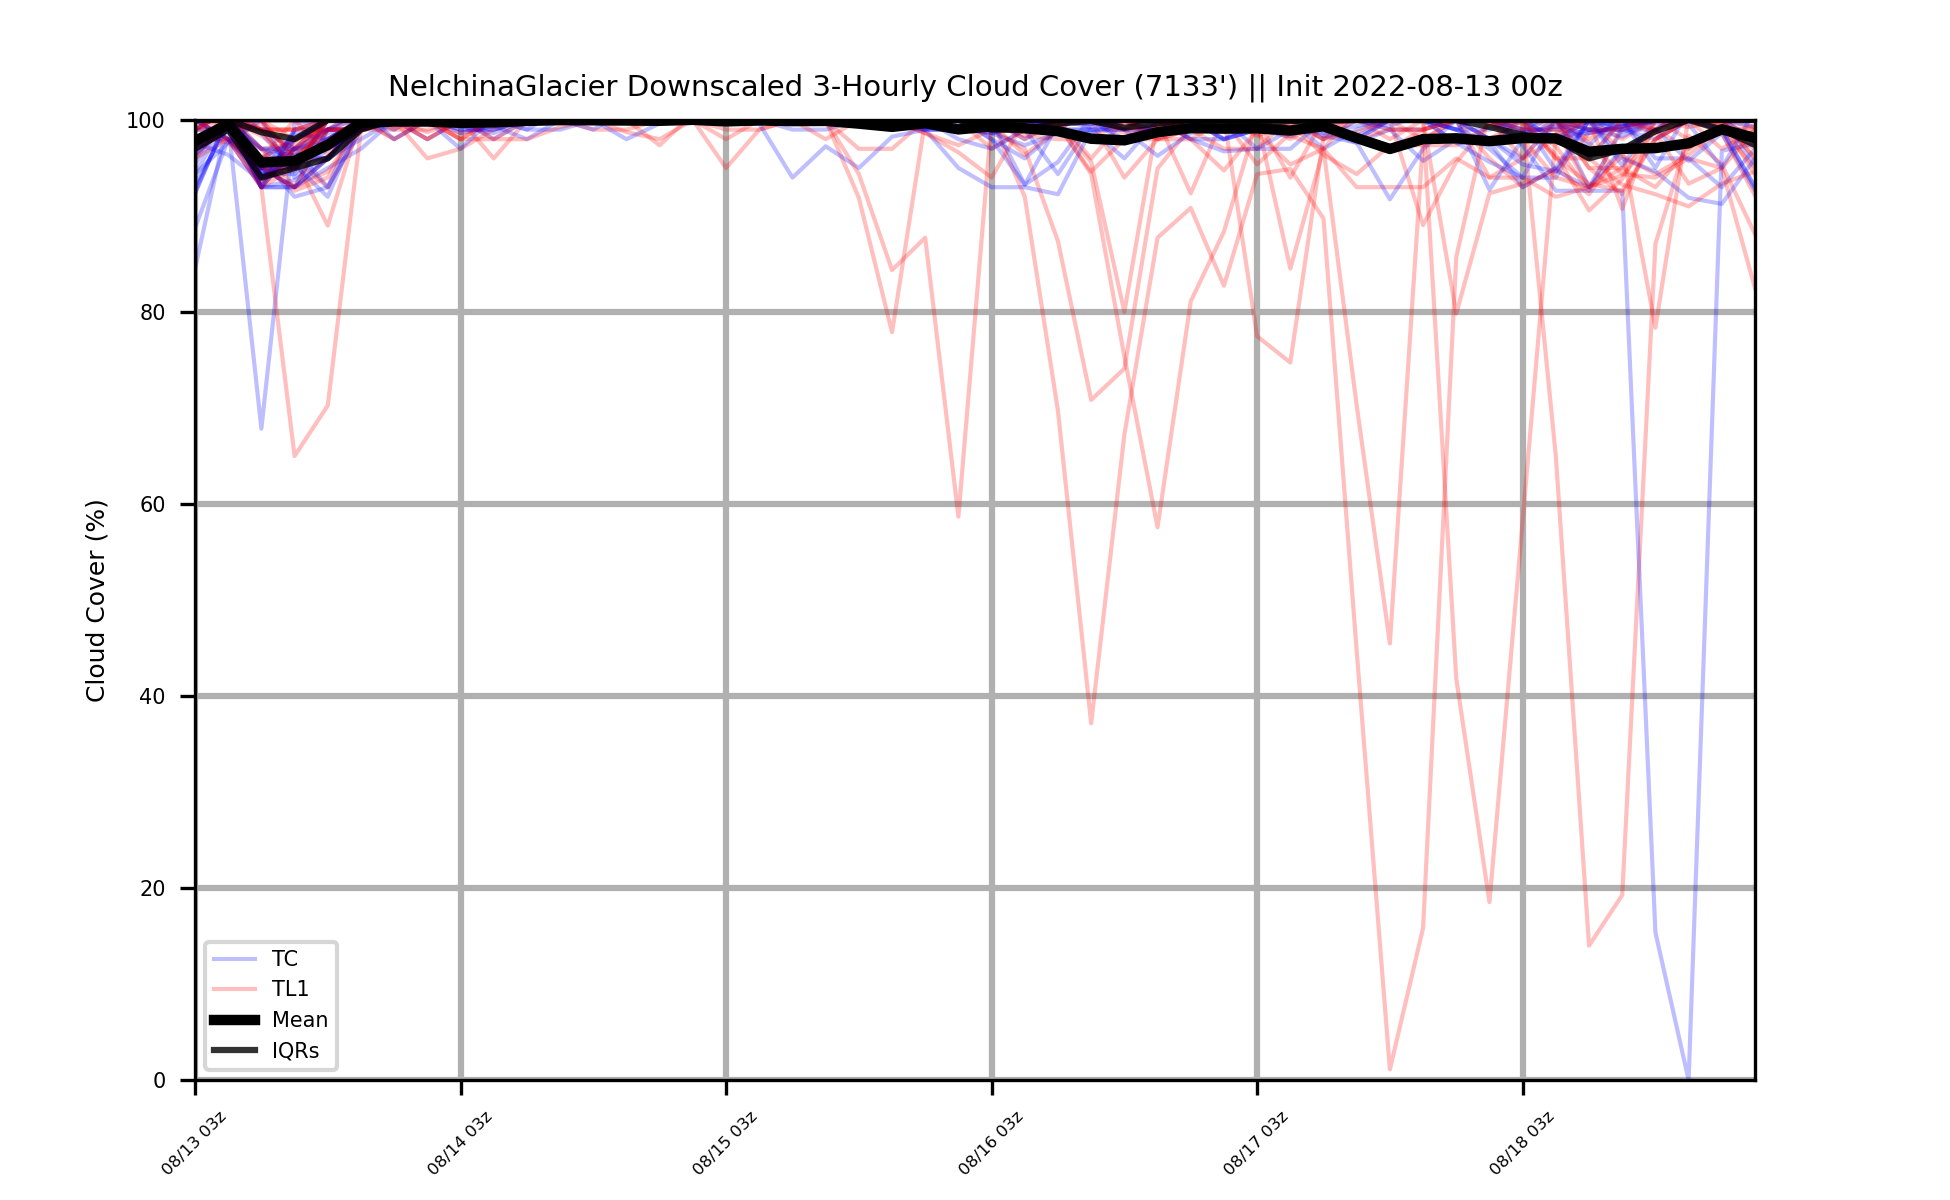 NelchinaGlacier Downscaled 3-Hourly Cloud Cover (7133') || Init 2022-08-13 00z
100
80
60
40
20
0
Cloud Cover (%)
TC
TL1
Mean
IQRs
08/13 03z
08/14 03z
08/15 03z
08/16 03z
08/17 03z
08/18 03z